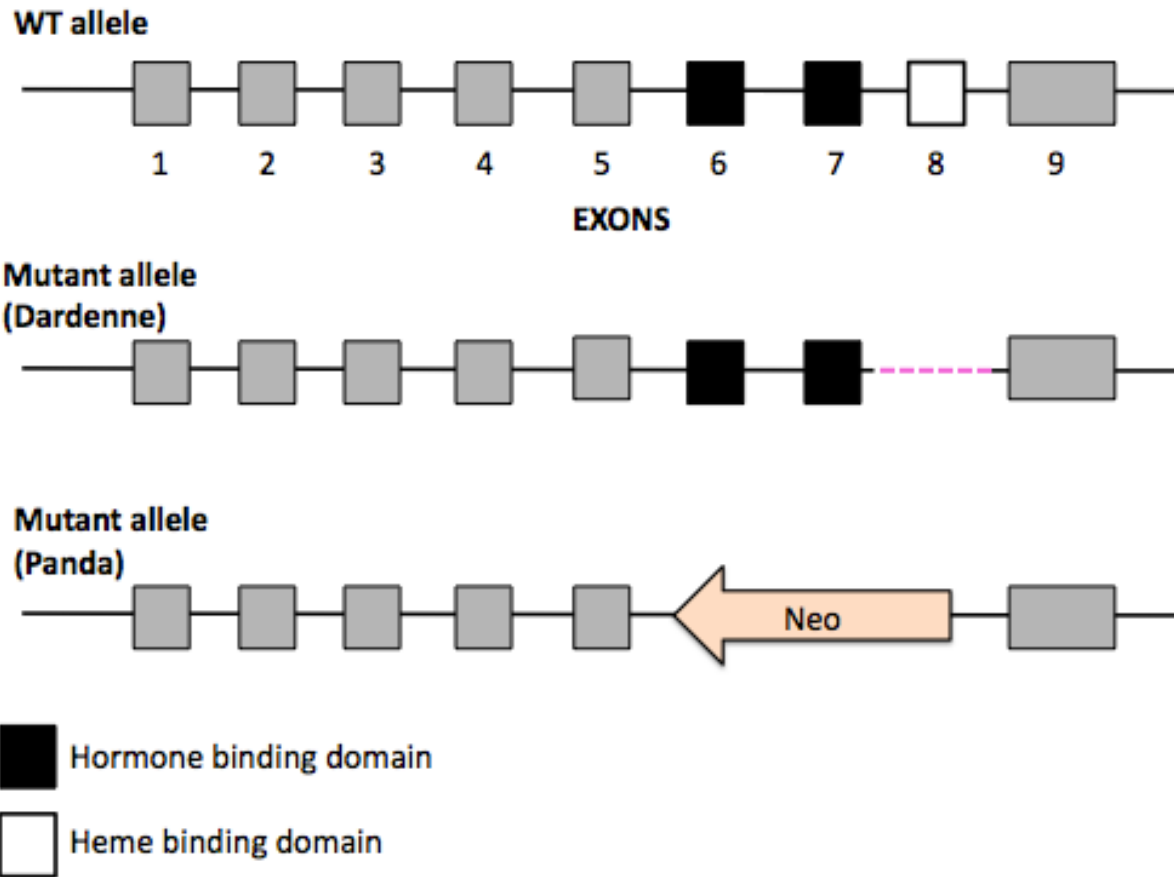 WT allele
1 2 3 4 5 6 7 8 9
EXONS
Mutant allele
(Dardenne)
Mutant allele
(Panda)
Neo
Hormone binding domain
Heme binding domain